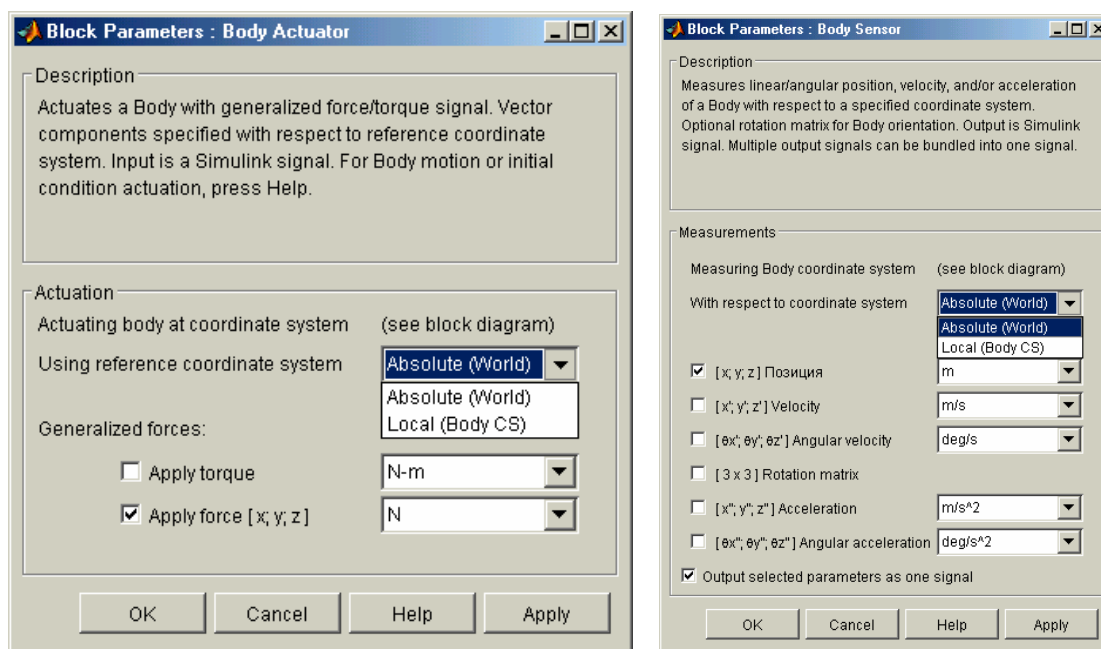 Block Parameters : Body Actuator
Description
Actuates a Body with generalized force/torque signal. Vector
components specified with respect to reference coordinate
system. Input is a Simulink signal. For Body motion or initial
condition actuation, press Help.
Actuation
Actuating body at coordinate system (see block diagram)
Using reference coordinate system Absolute (World)
Absolute (World)
Local (Body CS)
Generalized forces:
Apply torque N-m
Apply force [ x; y; z ] N
OK Cancel Help Apply
Block Parameters : Body Sensor
Description
Measures linear/angular position, velocity, and/or acceleration
of a Body with respect to a specified coordinate system.
Optional rotation matrix for Body orientation. Output is Simulink
signal. Multiple output signals can be bundled into one signal.
Measurements
Measuring Body coordinate system (see block diagram)
With respect to coordinate system Absolute (World)
Absolute (World)
Local (Body CS)
[ x; y; z ] Позиция m
[ x'; y'; z' ] Velocity m/s
[ θx'; θy'; θz' ] Angular velocity deg/s
[ 3 x 3 ] Rotation matrix
[ x"; y"; z" ] Acceleration m/s^2
[ θx"; θy"; θz" ] Angular acceleration deg/s^2
Output selected parameters as one signal
OK Cancel Help Apply